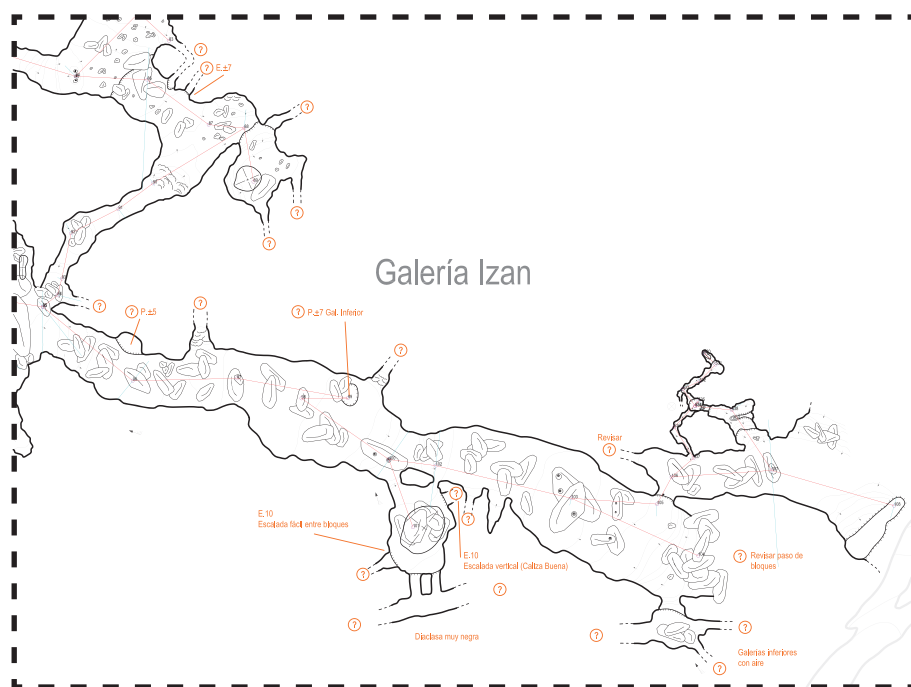 ?
? E.±7
?
?
?
Galería Izan
?
? P.±5
?
? P.±7 Gal. Inferior
?
Revisar
?
?
?
E.10
Escalada fácil entre bloques
E.10
Escalada vertical (Caliza Buena)
? Revisar paso de
bloques
?
?
?
Diaclasa muy negra
?
?
Galerías inferiores
con aire
?